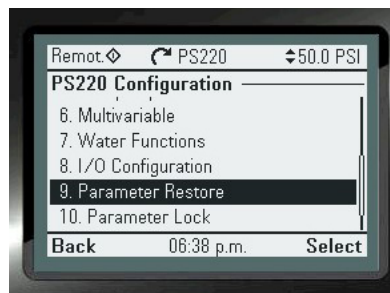 Remot. PS220 50.0 PSI
PS220 Configuration
6. Multivariable
7. Water Functions
8. I/O Configuration
9. Parameter Restore
10. Parameter Lock
Back 06:38 p.m. Select